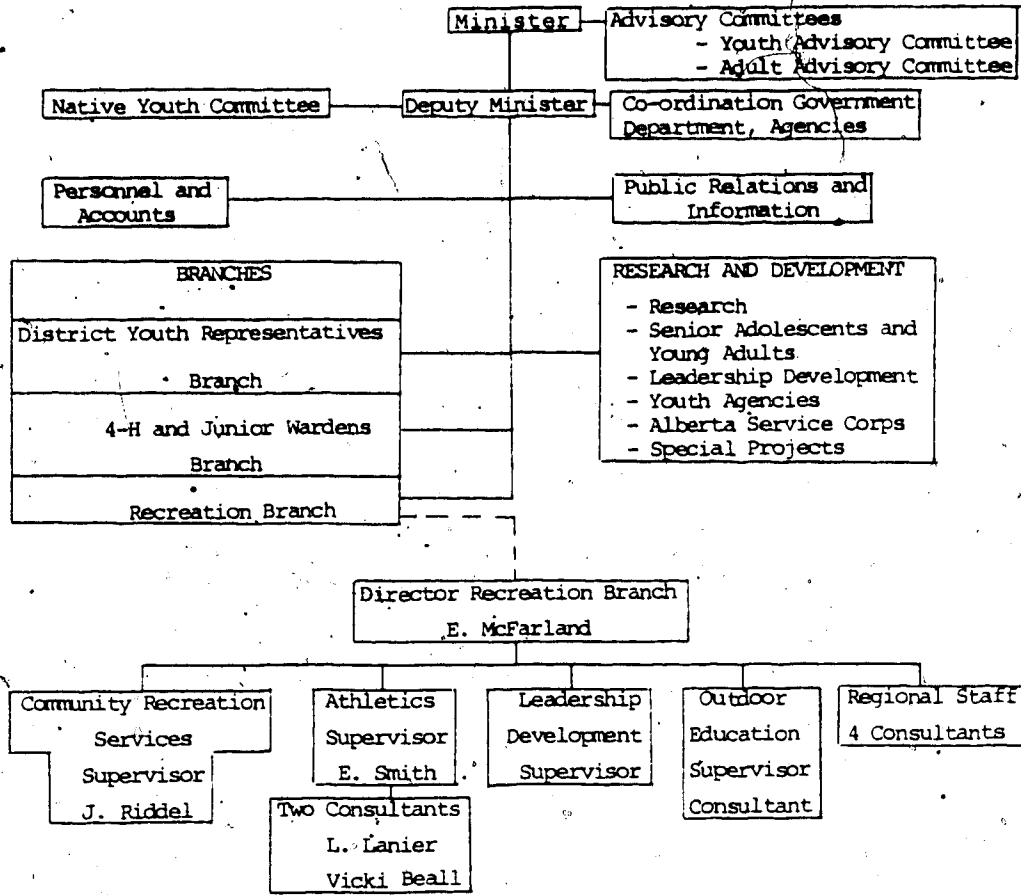 Minister
Advisory Committees
- Youth Advisory Committee
- Adult Advisory Committee
Native Youth Committee
Deputy Minister
Co-ordination Government
Department, Agencies
Personnel and
Accounts
Public Relations and
Information
BRANCHES
District Youth Representatives
Branch
4-H and Junior Wardens
Branch
Recreation Branch
RESEARCH AND DEVELOPMENT
- Research
- Senior Adolescents and
Young Adults
- Leadership Development
- Youth Agencies
- Alberta Service Corps
- Special Projects
Director Recreation Branch
E. McFarland
Community Recreation
Services
Supervisor
J. Riddel
Athletics
Supervisor
E. Smith
Two Consultants
L. Lanier
Vicki Beall
Leadership
Development
Supervisor
Outdoor
Education
Supervisor
Consultant
Regional Staff
4 Consultants